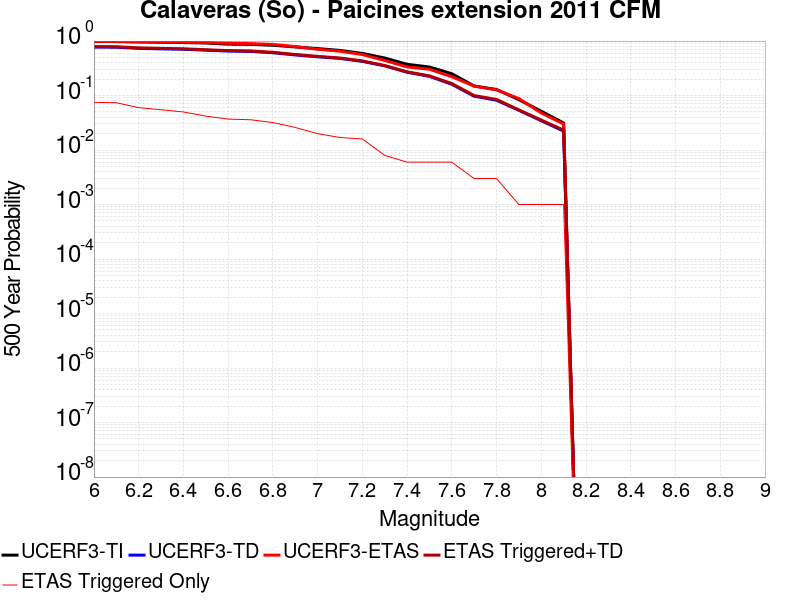 Calaveras (So) - Paicines extension 2011 CFM
10^0
10^-1
10^-2
10^-3
10^-4
10^-5
10^-6
10^-7
10^-8
500 Year Probability
6 6.2 6.4 6.6 6.8 7 7.2 7.4 7.6 7.8 8 8.2 8.4 8.6 8.8 9
Magnitude
UCERF3-TI UCERF3-TD UCERF3-ETAS ETAS Triggered+TD
ETAS Triggered Only